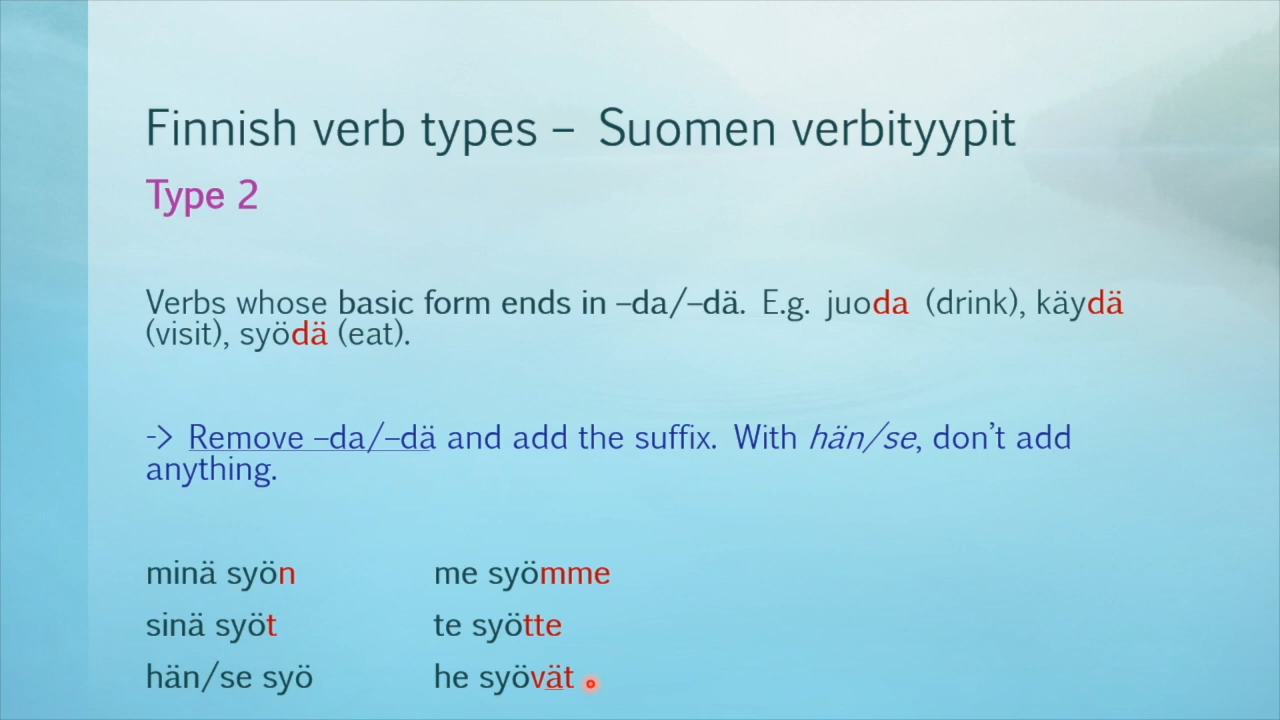 Finnish verb types – Suomen verbityypit
Type 2
Verbs whose basic form ends in –da/–dä. E.g. juoda (drink), käydä
(visit), syödä (eat).
-> Remove –da/–dä and add the suffix. With hän/se, don't add
anything.
minä syön me syömme
sinä syöt te syötte
hän/se syö he syövät